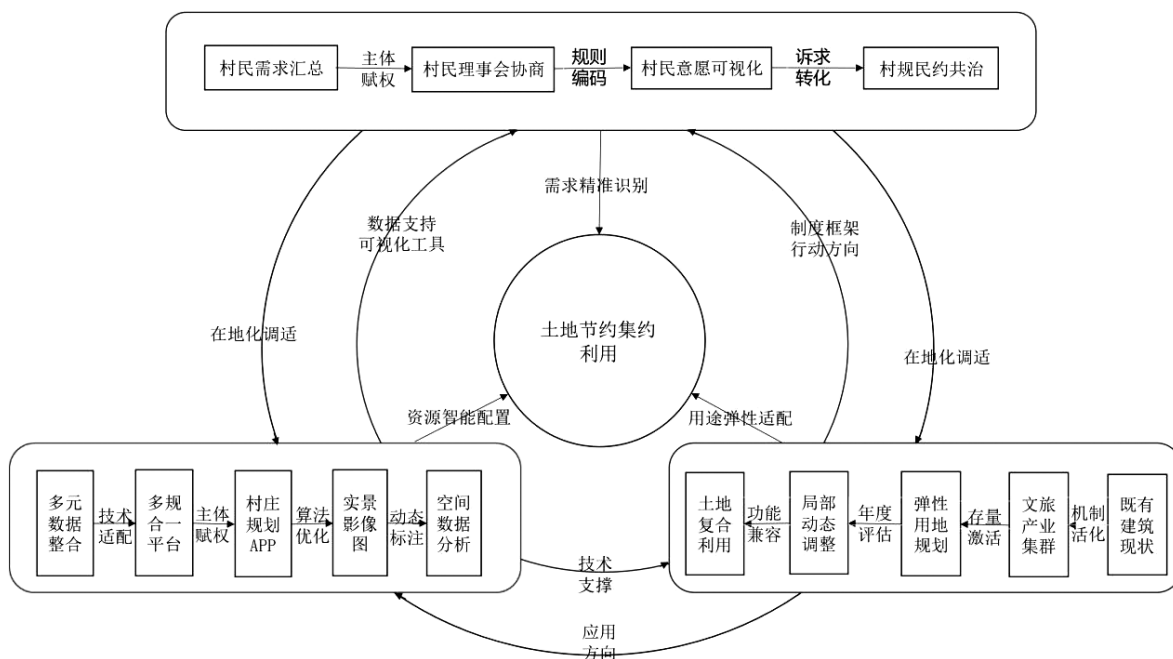 村民需求汇总
主体
赋权
村民理事会协商
规则
编码
村民意愿可视化
诉求
转化
村规民约共治
需求精准识别
数据支持
可视化工具
制度框架
行动方向
在地化调适
土地节约集约
利用
在地化调适
资源智能配置
用途弹性适配
多元
数据
整合
技术
适配
多规
合一
平台
主体
赋权
村庄
规划
APP
算法
优化
实景
影像
图
动态
标注
空间
数据
分析
土地
复合
利用
功能
兼容
局部
动态
调整
年度
评估
弹性
用地
规划
存量
激活
文旅
产业
集群
机制
活化
既有
建筑
现状
技术
支撑
应用
方向